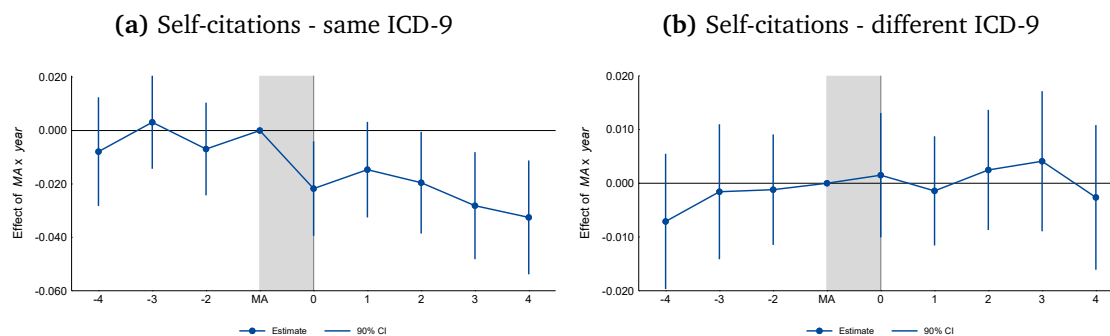 (a) Self-citations - same ICD-9
0.020
0.000
-0.020
-0.040
-0.060
Effect of MA x year
-4 -3 -2 MA 0 1 2 3 4
Estimate 90% CI
(b) Self-citations - different ICD-9
0.020
0.010
0.000
-0.010
-0.020
Effect of MA x year
-4 -3 -2 MA 0 1 2 3 4
Estimate 90% CI